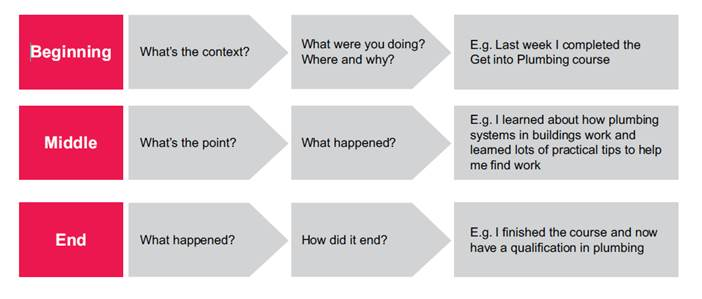 Beginning
What's the context?
What were you doing?
Where and why?
E.g. Last week I completed the
Get into Plumbing course
Middle
What's the point?
What happened?
E.g. I learned about how plumbing
systems in buildings work and
learned lots of practical tips to help
me find work
End
What happened?
How did it end?
E.g. I finished the course and now
have a qualification in plumbing